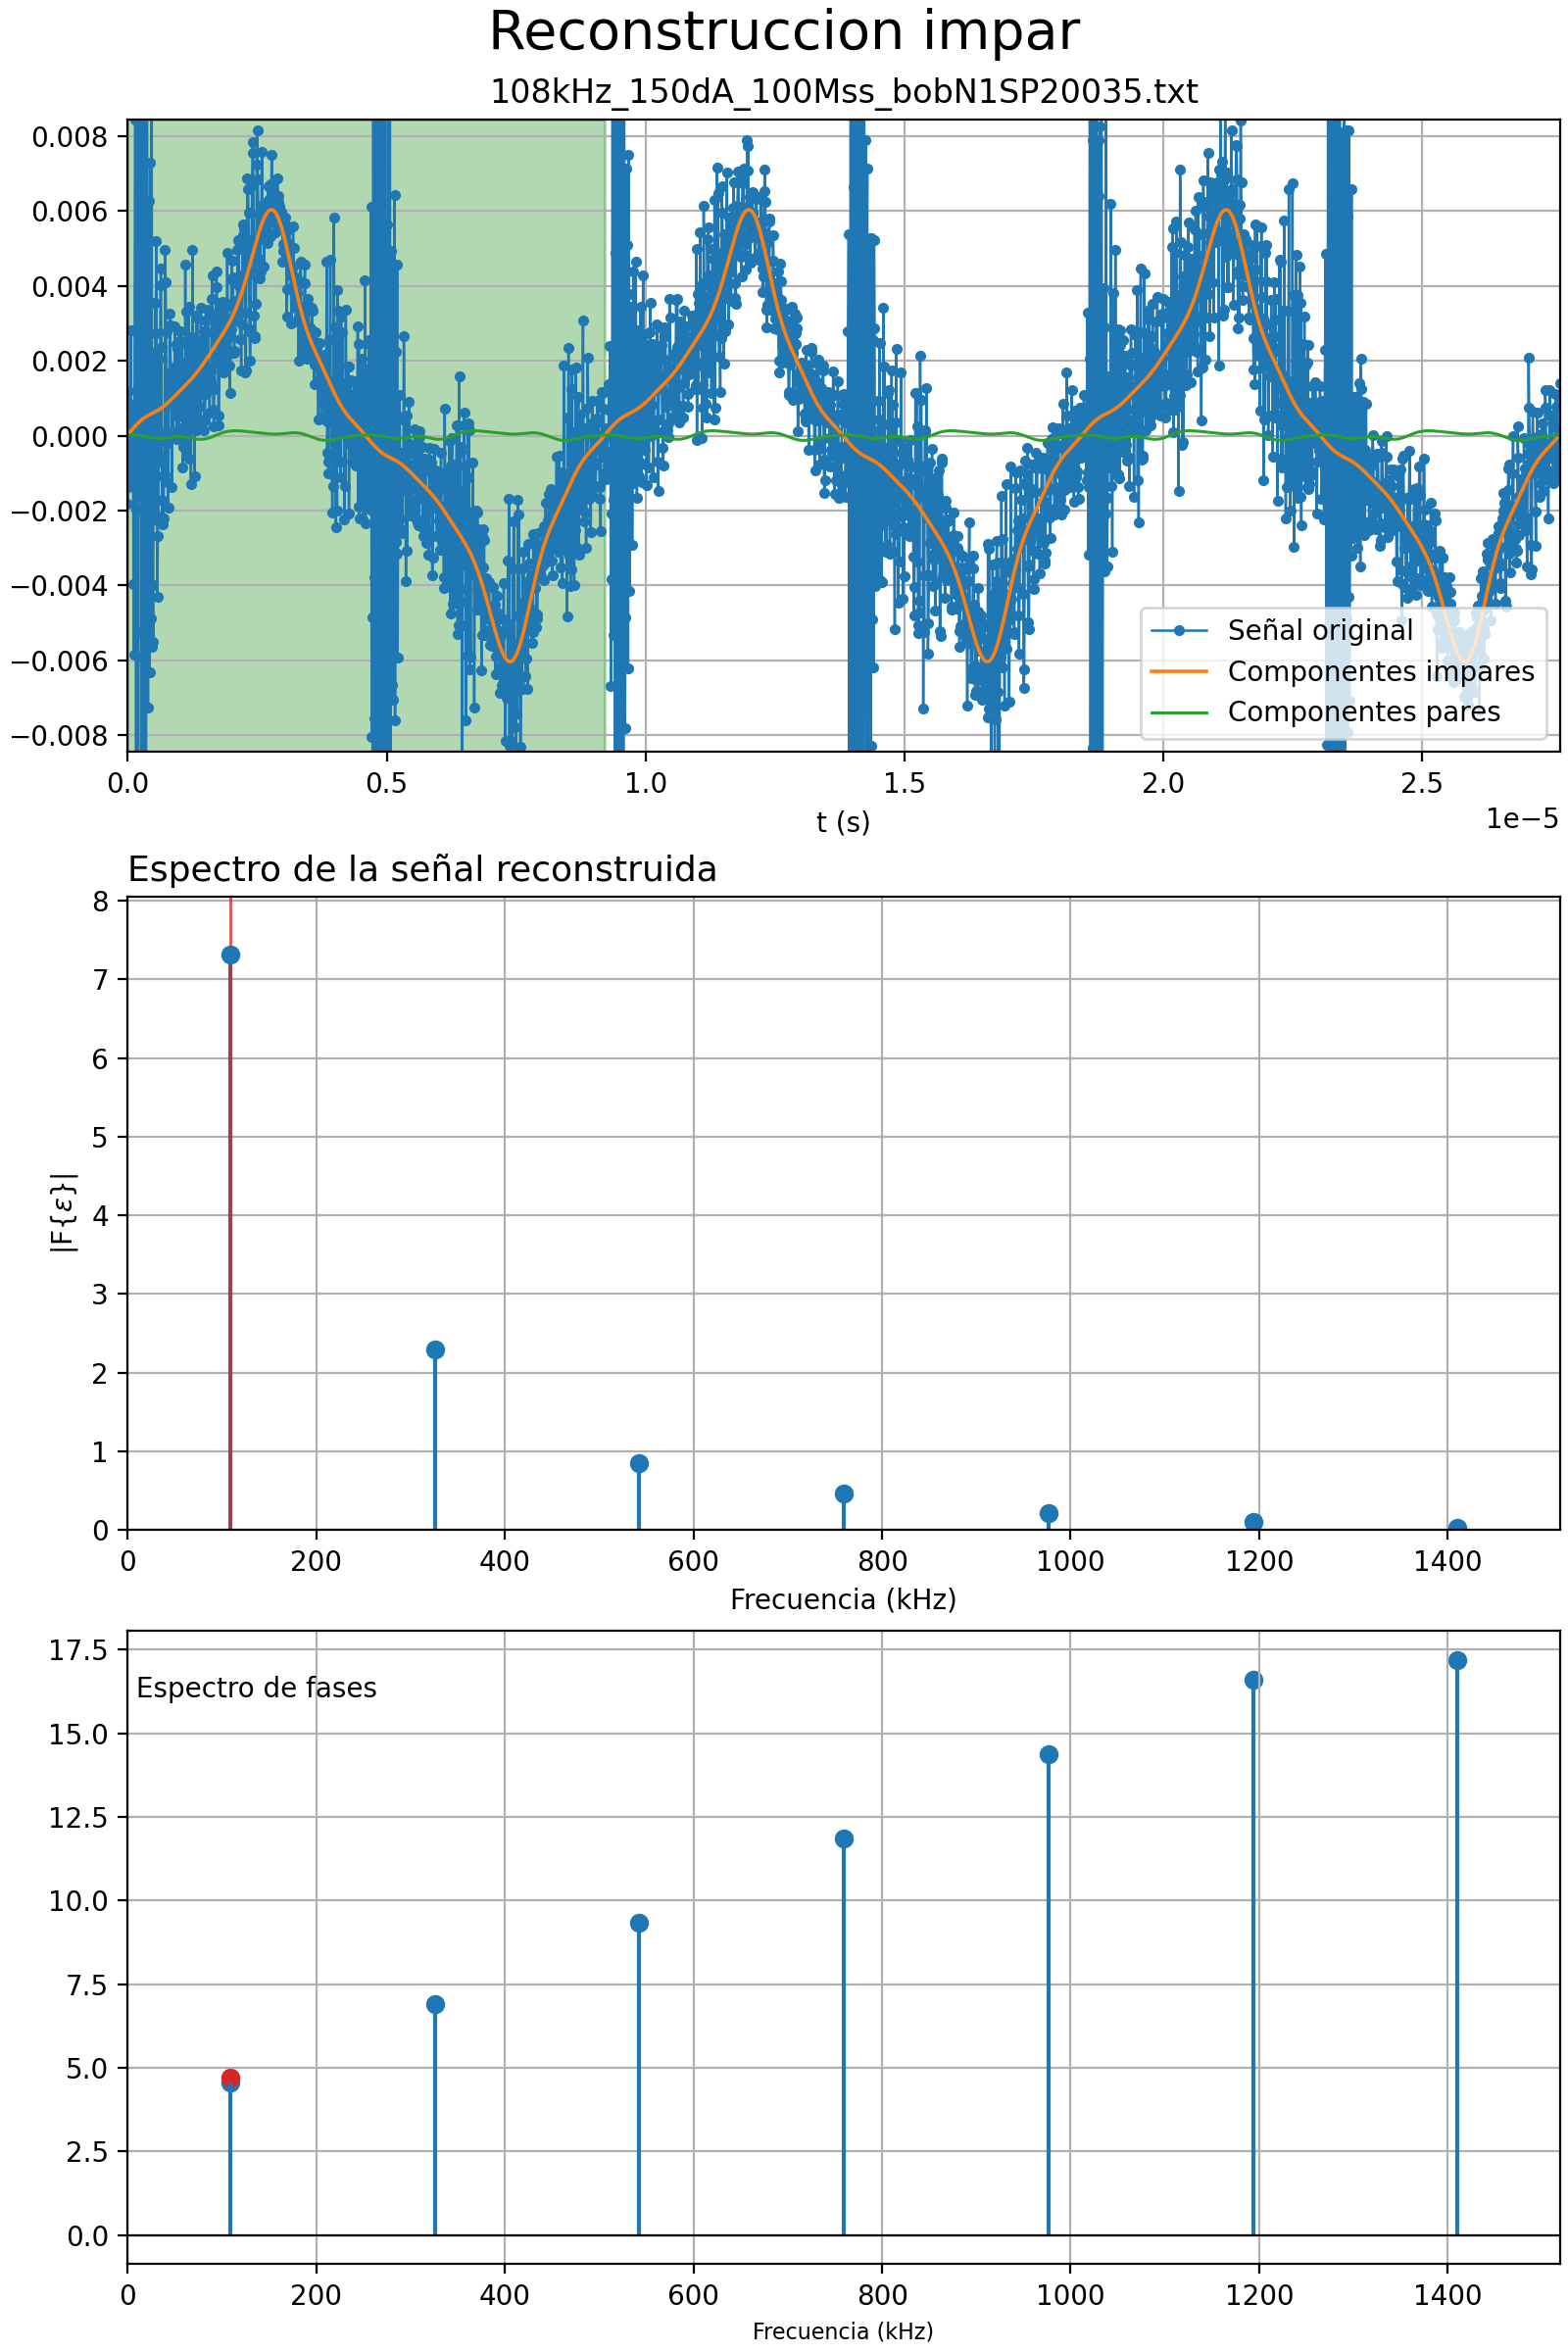 Reconstruccion impar
108kHz_150dA_100Mss_bobN1SP20035.txt
0.008
0.006
0.004
0.002
0.000
−0.002
−0.004
−0.006
−0.008
Señal original
Componentes impares
Componentes pares
0.0 0.5 1.0 1.5 2.0 2.5
t (s)
1e−5
Espectro de la señal reconstruida
8
7
6
5
4
3
2
1
0
|F{ε}|
0 200 400 600 800 1000 1200 1400
Frecuencia (kHz)
17.5
Espectro de fases
15.0
12.5
10.0
7.5
5.0
2.5
0.0
0 200 400 600 800 1000 1200 1400
Frecuencia (kHz)